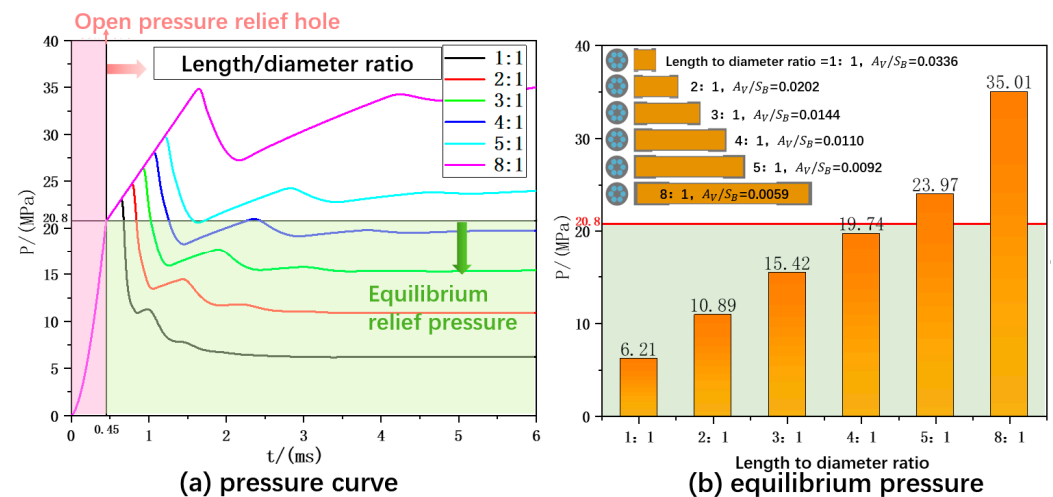 Open pressure relief hole
Length/diameter ratio
1:1
2:1
3:1
4:1
5:1
8:1
P/(MPa)
40
35
30
25
20.8
20
15
10
5
0
Equilibrium
relief pressure
0 0.45 1 2 3 4 5 6
t/(ms)
(a) pressure curve
Length to diameter ratio =1: 1, A_V/S_B=0.0336
2: 1, A_V/S_B=0.0202
3: 1, A_V/S_B=0.0144
4: 1, A_V/S_B=0.0110
5: 1, A_V/S_B=0.0092
8: 1, A_V/S_B=0.0059
P/(MPa)
40
30
20.8
20
10
0
6.21
10.89
15.42
19.74
23.97
35.01
1: 1 2: 1 3: 1 4: 1 5: 1 8: 1
Length to diameter ratio
(b) equilibrium pressure